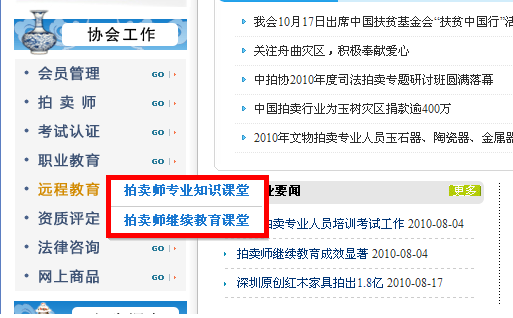 协会工作
会员管理 GO
拍 卖 师 GO
考试认证 GO
职业教育 GO
远程教育
资质评定
法律咨询 GO
网上商品 GO
拍卖师专业知识课堂
拍卖师继续教育课堂
我会10月17日出席中国扶贫基金会“扶贫中国行”
关注舟曲灾区，积极奉献爱心
中拍协2010年度司法拍卖专题研讨班圆满落幕
中国拍卖行业为玉树灾区捐款逾400万
2010年文物拍卖专业人员玉石器、陶瓷器、金属器
业要闻 更多
拍卖专业人员培训考试工作 2010-08-04
拍卖师继续教育成效显著 2010-08-04
深圳原创红木家具拍出1.8亿 2010-08-17